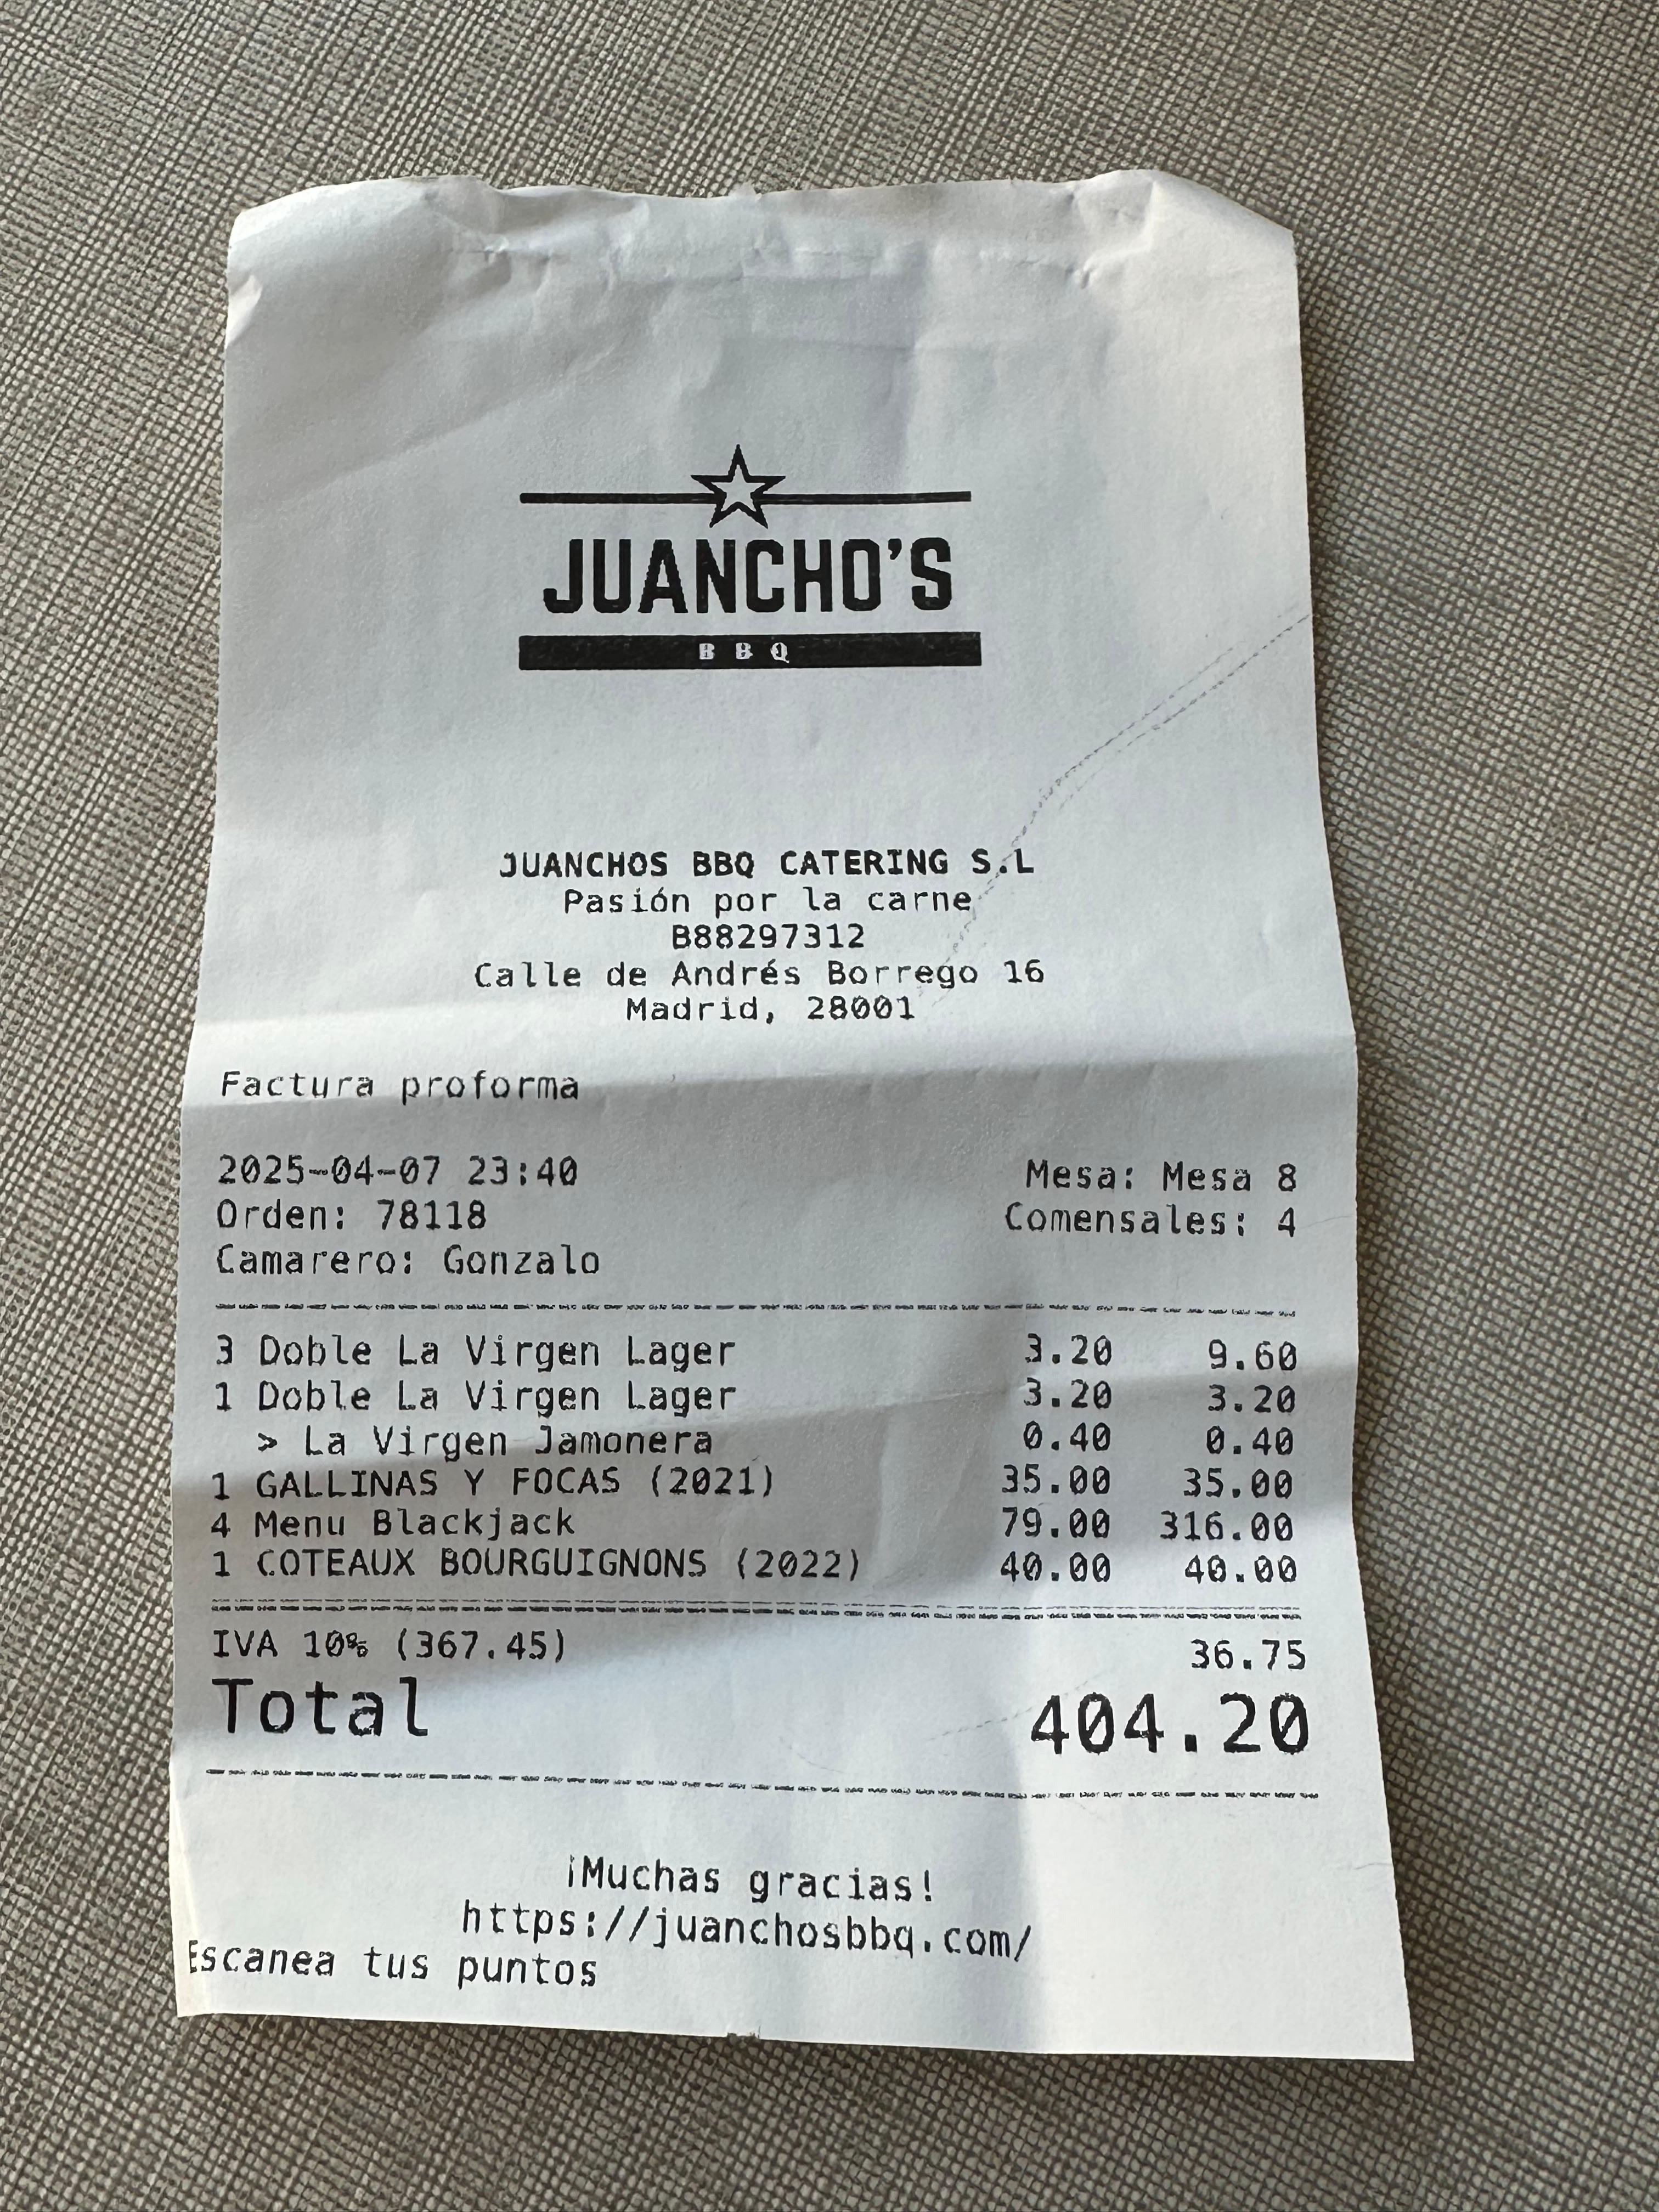 JUANCHO'S
BBQ
JUANCHOS BBQ CATERING S.L
Pasión por la carne
B88297312
Calle de Andrés Borrego 16
Madrid, 28001
Factura proforma
2025-04-07 23:40 Mesa: Mesa 8
Orden: 78118 Comensales: 4
Camarero: Gonzalo
3 Doble La Virgen Lager 3.20 9.60
1 Doble La Virgen Lager 3.20 3.20
> La Virgen Jamonera 0.40 0.40
1 GALLINAS Y FOCAS (2021) 35.00 35.00
4 Menu Blackjack 79.00 316.00
1 COTEAUX BOURGUIGNONS (2022) 40.00 40.00
IVA 10% (367.45) 36.75
Total 404.20
¡Muchas gracias!
https://juanchosbbq.com/
Escanea tus puntos